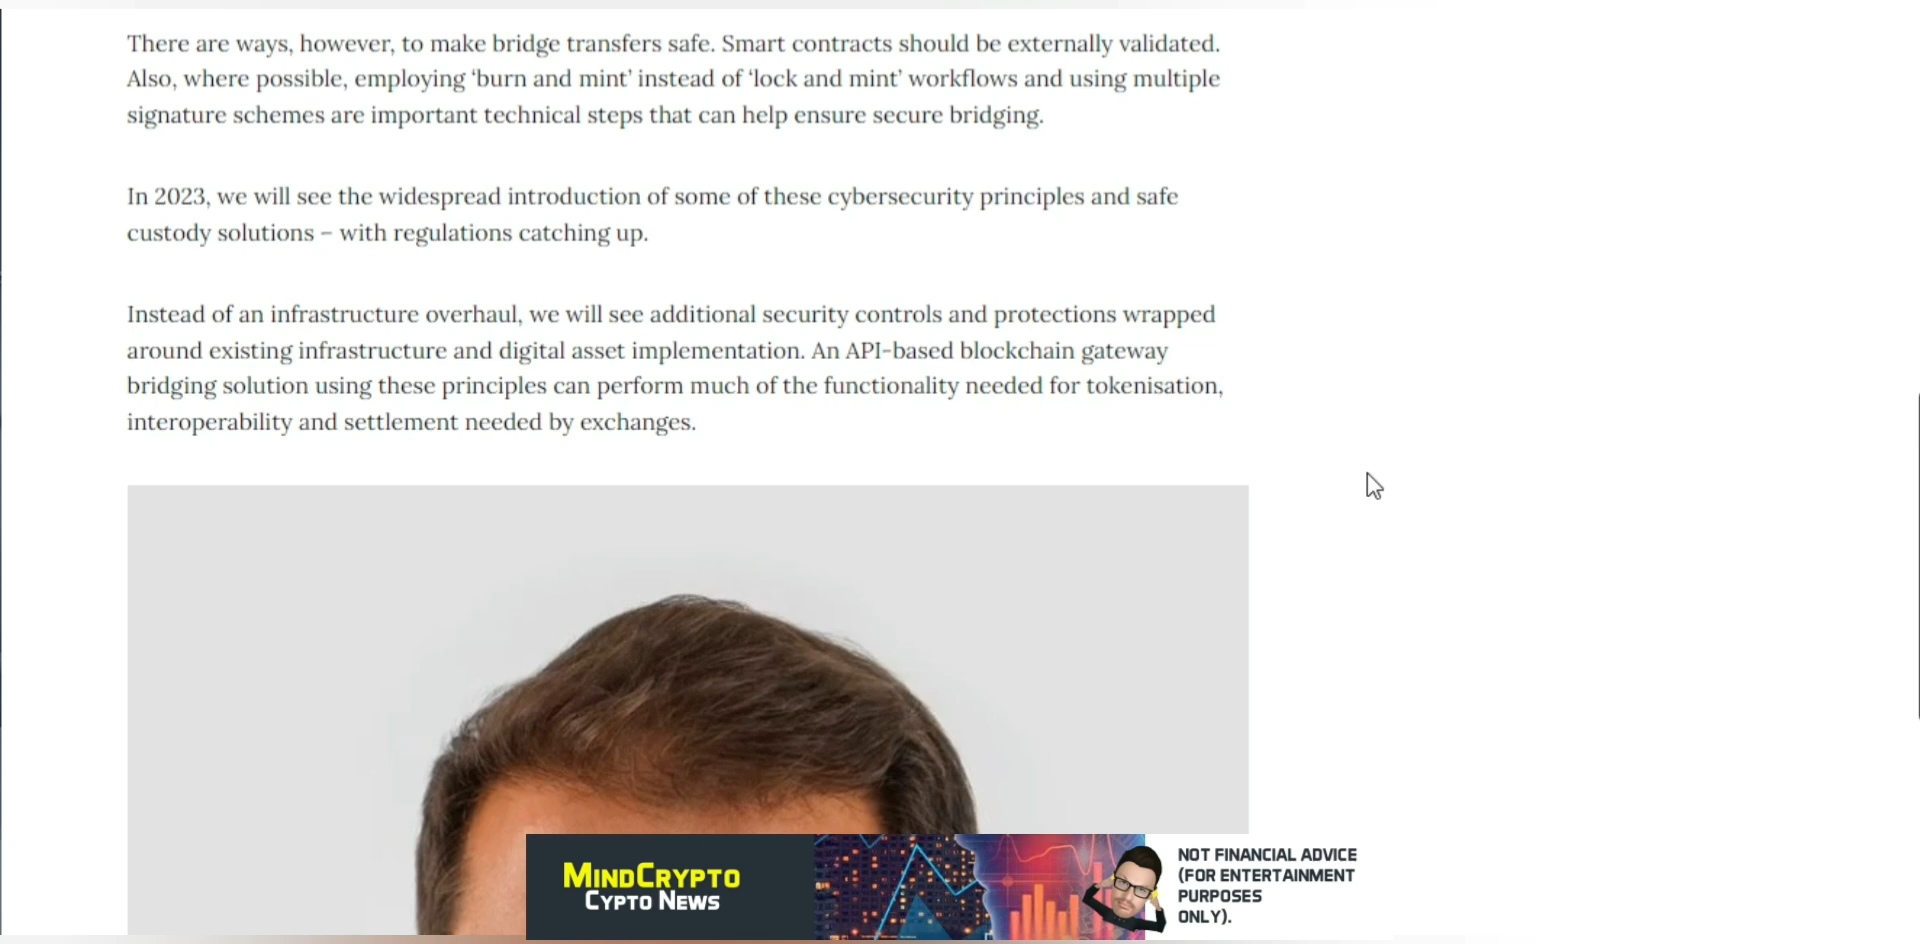 There are ways, however, to make bridge transfers safe. Smart contracts should be externally validated.
Also, where possible, employing ‘burn and mint’ instead of ‘lock and mint’ workflows and using multiple
signature schemes are important technical steps that can help ensure secure bridging.
In 2023, we will see the widespread introduction of some of these cybersecurity principles and safe
custody solutions – with regulations catching up.
Instead of an infrastructure overhaul, we will see additional security controls and protections wrapped
around existing infrastructure and digital asset implementation. An API-based blockchain gateway
bridging solution using these principles can perform much of the functionality needed for tokenisation,
interoperability and settlement needed by exchanges.
MINDCRYPTO
CYPTO NEWS
NOT FINANCIAL ADVICE
(FOR ENTERTAINMENT
PURPOSES
ONLY).